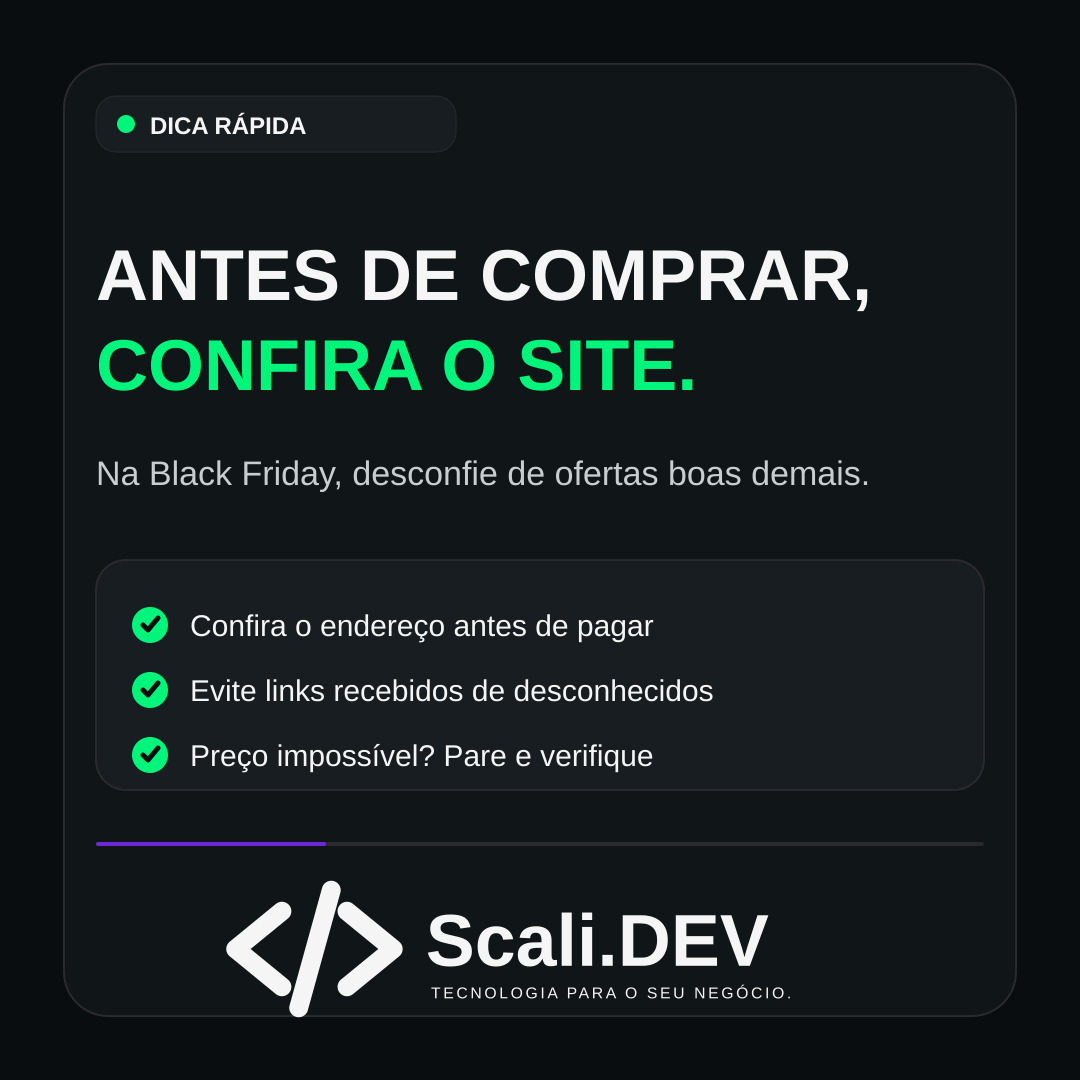 DICA RÁPIDA
ANTES DE COMPRAR,
CONFIRA O SITE.
Na Black Friday, desconfie de ofertas boas demais.
Confira o endereço antes de pagar
Evite links recebidos de desconhecidos
Preço impossível? Pare e verifique
Scali.DEV
TECNOLOGIA PARA O SEU NEGÓCIO.